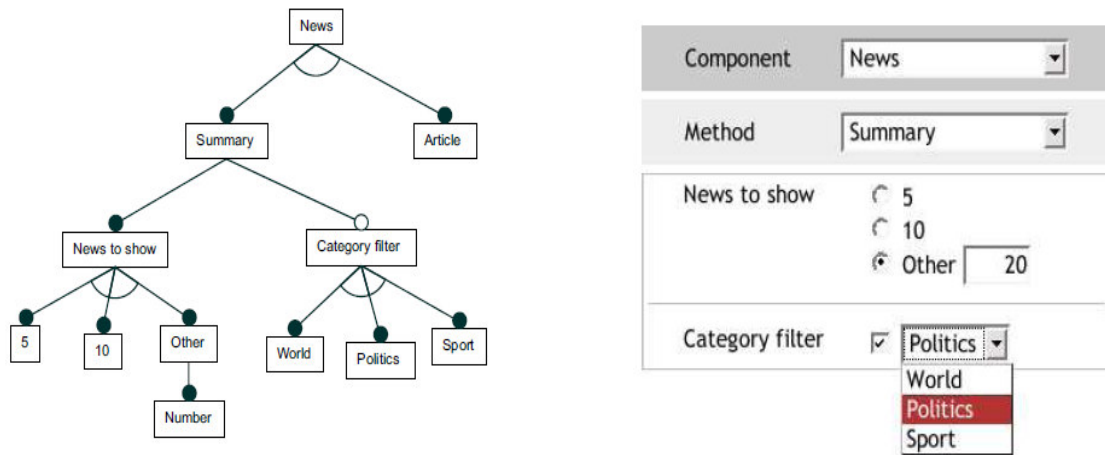 News
Summary
Article
News to show
Category filter
5
10
Other
World
Politics
Sport
Number
Component
News
Method
Summary
News to show
5
10
Other 20
Category filter
Politics
World
Politics
Sport